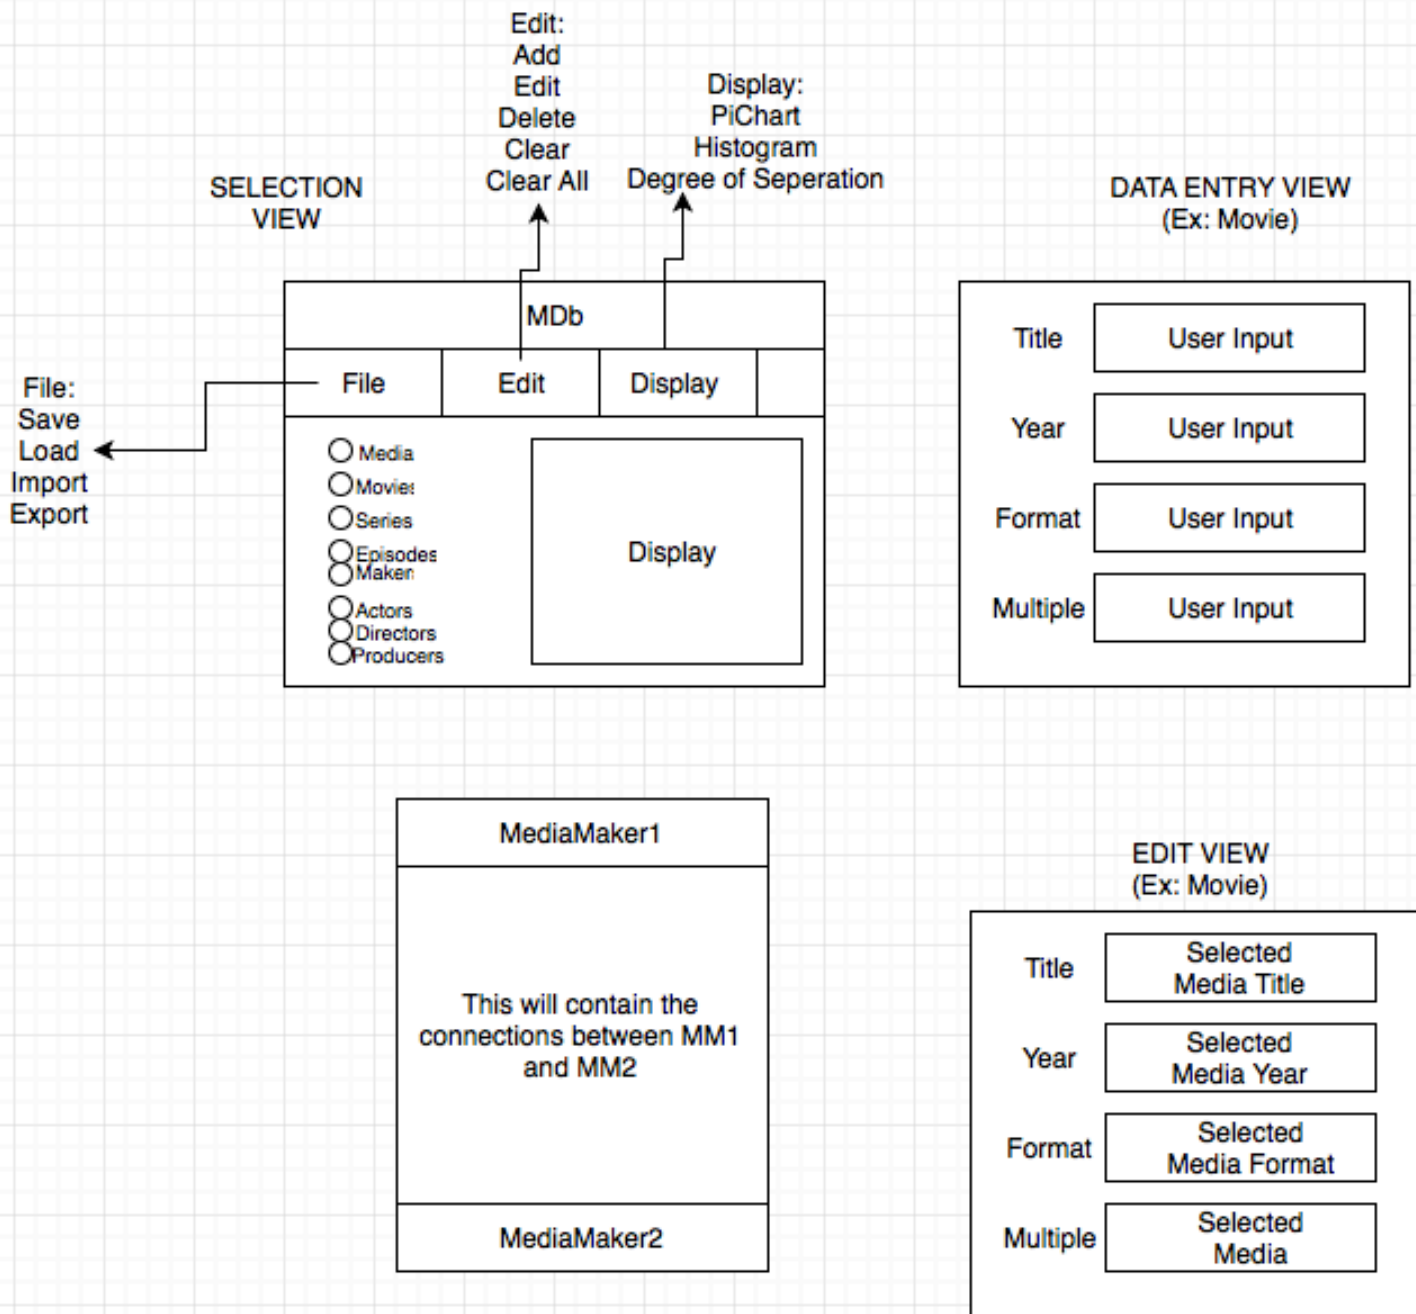 Edit:
Add
Edit
Delete
Clear
Clear All
Display:
PiChart
Histogram
Degree of Seperation
SELECTION
VIEW
DATA ENTRY VIEW
(Ex: Movie)
MDb
File
Edit
Display
File:
Save
Load
Import
Export
Media
Movies
Series
Episodes
Maker
Actors
Directors
Producers
Display
Title
User Input
Year
User Input
Format
User Input
Multiple
User Input
MediaMaker1
This will contain the
connections between MM1
and MM2
MediaMaker2
EDIT VIEW
(Ex: Movie)
Title
Selected
Media Title
Year
Selected
Media Year
Format
Selected
Media Format
Multiple
Selected
Media